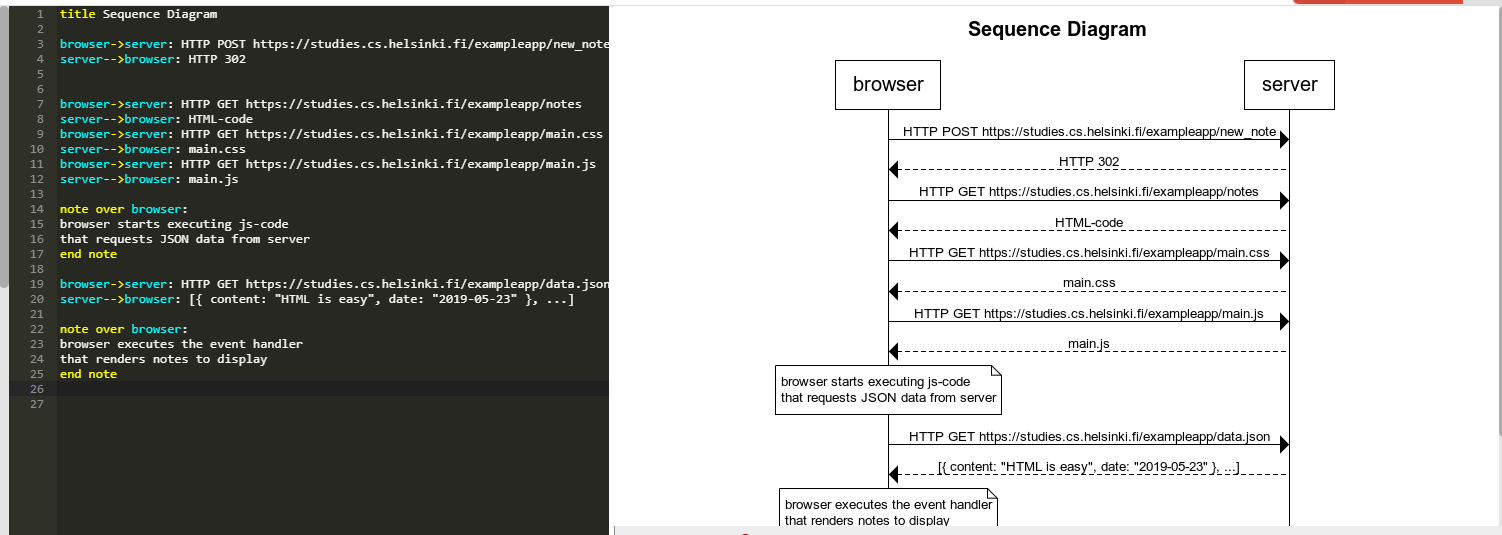 1 title Sequence Diagram
2
3 browser->server: HTTP POST https://studies.cs.helsinki.fi/exampleapp/new_note
4 server-->browser: HTTP 302
5
6
7 browser->server: HTTP GET https://studies.cs.helsinki.fi/exampleapp/notes
8 server-->browser: HTML-code
9 browser->server: HTTP GET https://studies.cs.helsinki.fi/exampleapp/main.css
10 server-->browser: main.css
11 browser->server: HTTP GET https://studies.cs.helsinki.fi/exampleapp/main.js
12 server-->browser: main.js
13
14 note over browser:
15 browser starts executing js-code
16 that requests JSON data from server
17 end note
18
19 browser->server: HTTP GET https://studies.cs.helsinki.fi/exampleapp/data.json
20 server-->browser: [{ content: "HTML is easy", date: "2019-05-23" }, ...]
21
22 note over browser:
23 browser executes the event handler
24 that renders notes to display
25 end note
26
27
Sequence Diagram
browser
server
HTTP POST https://studies.cs.helsinki.fi/exampleapp/new_note
HTTP 302
HTTP GET https://studies.cs.helsinki.fi/exampleapp/notes
HTML-code
HTTP GET https://studies.cs.helsinki.fi/exampleapp/main.css
main.css
HTTP GET https://studies.cs.helsinki.fi/exampleapp/main.js
main.js
browser starts executing js-code
that requests JSON data from server
HTTP GET https://studies.cs.helsinki.fi/exampleapp/data.json
[{ content: "HTML is easy", date: "2019-05-23" }, ...]
browser executes the event handler
that renders notes to display